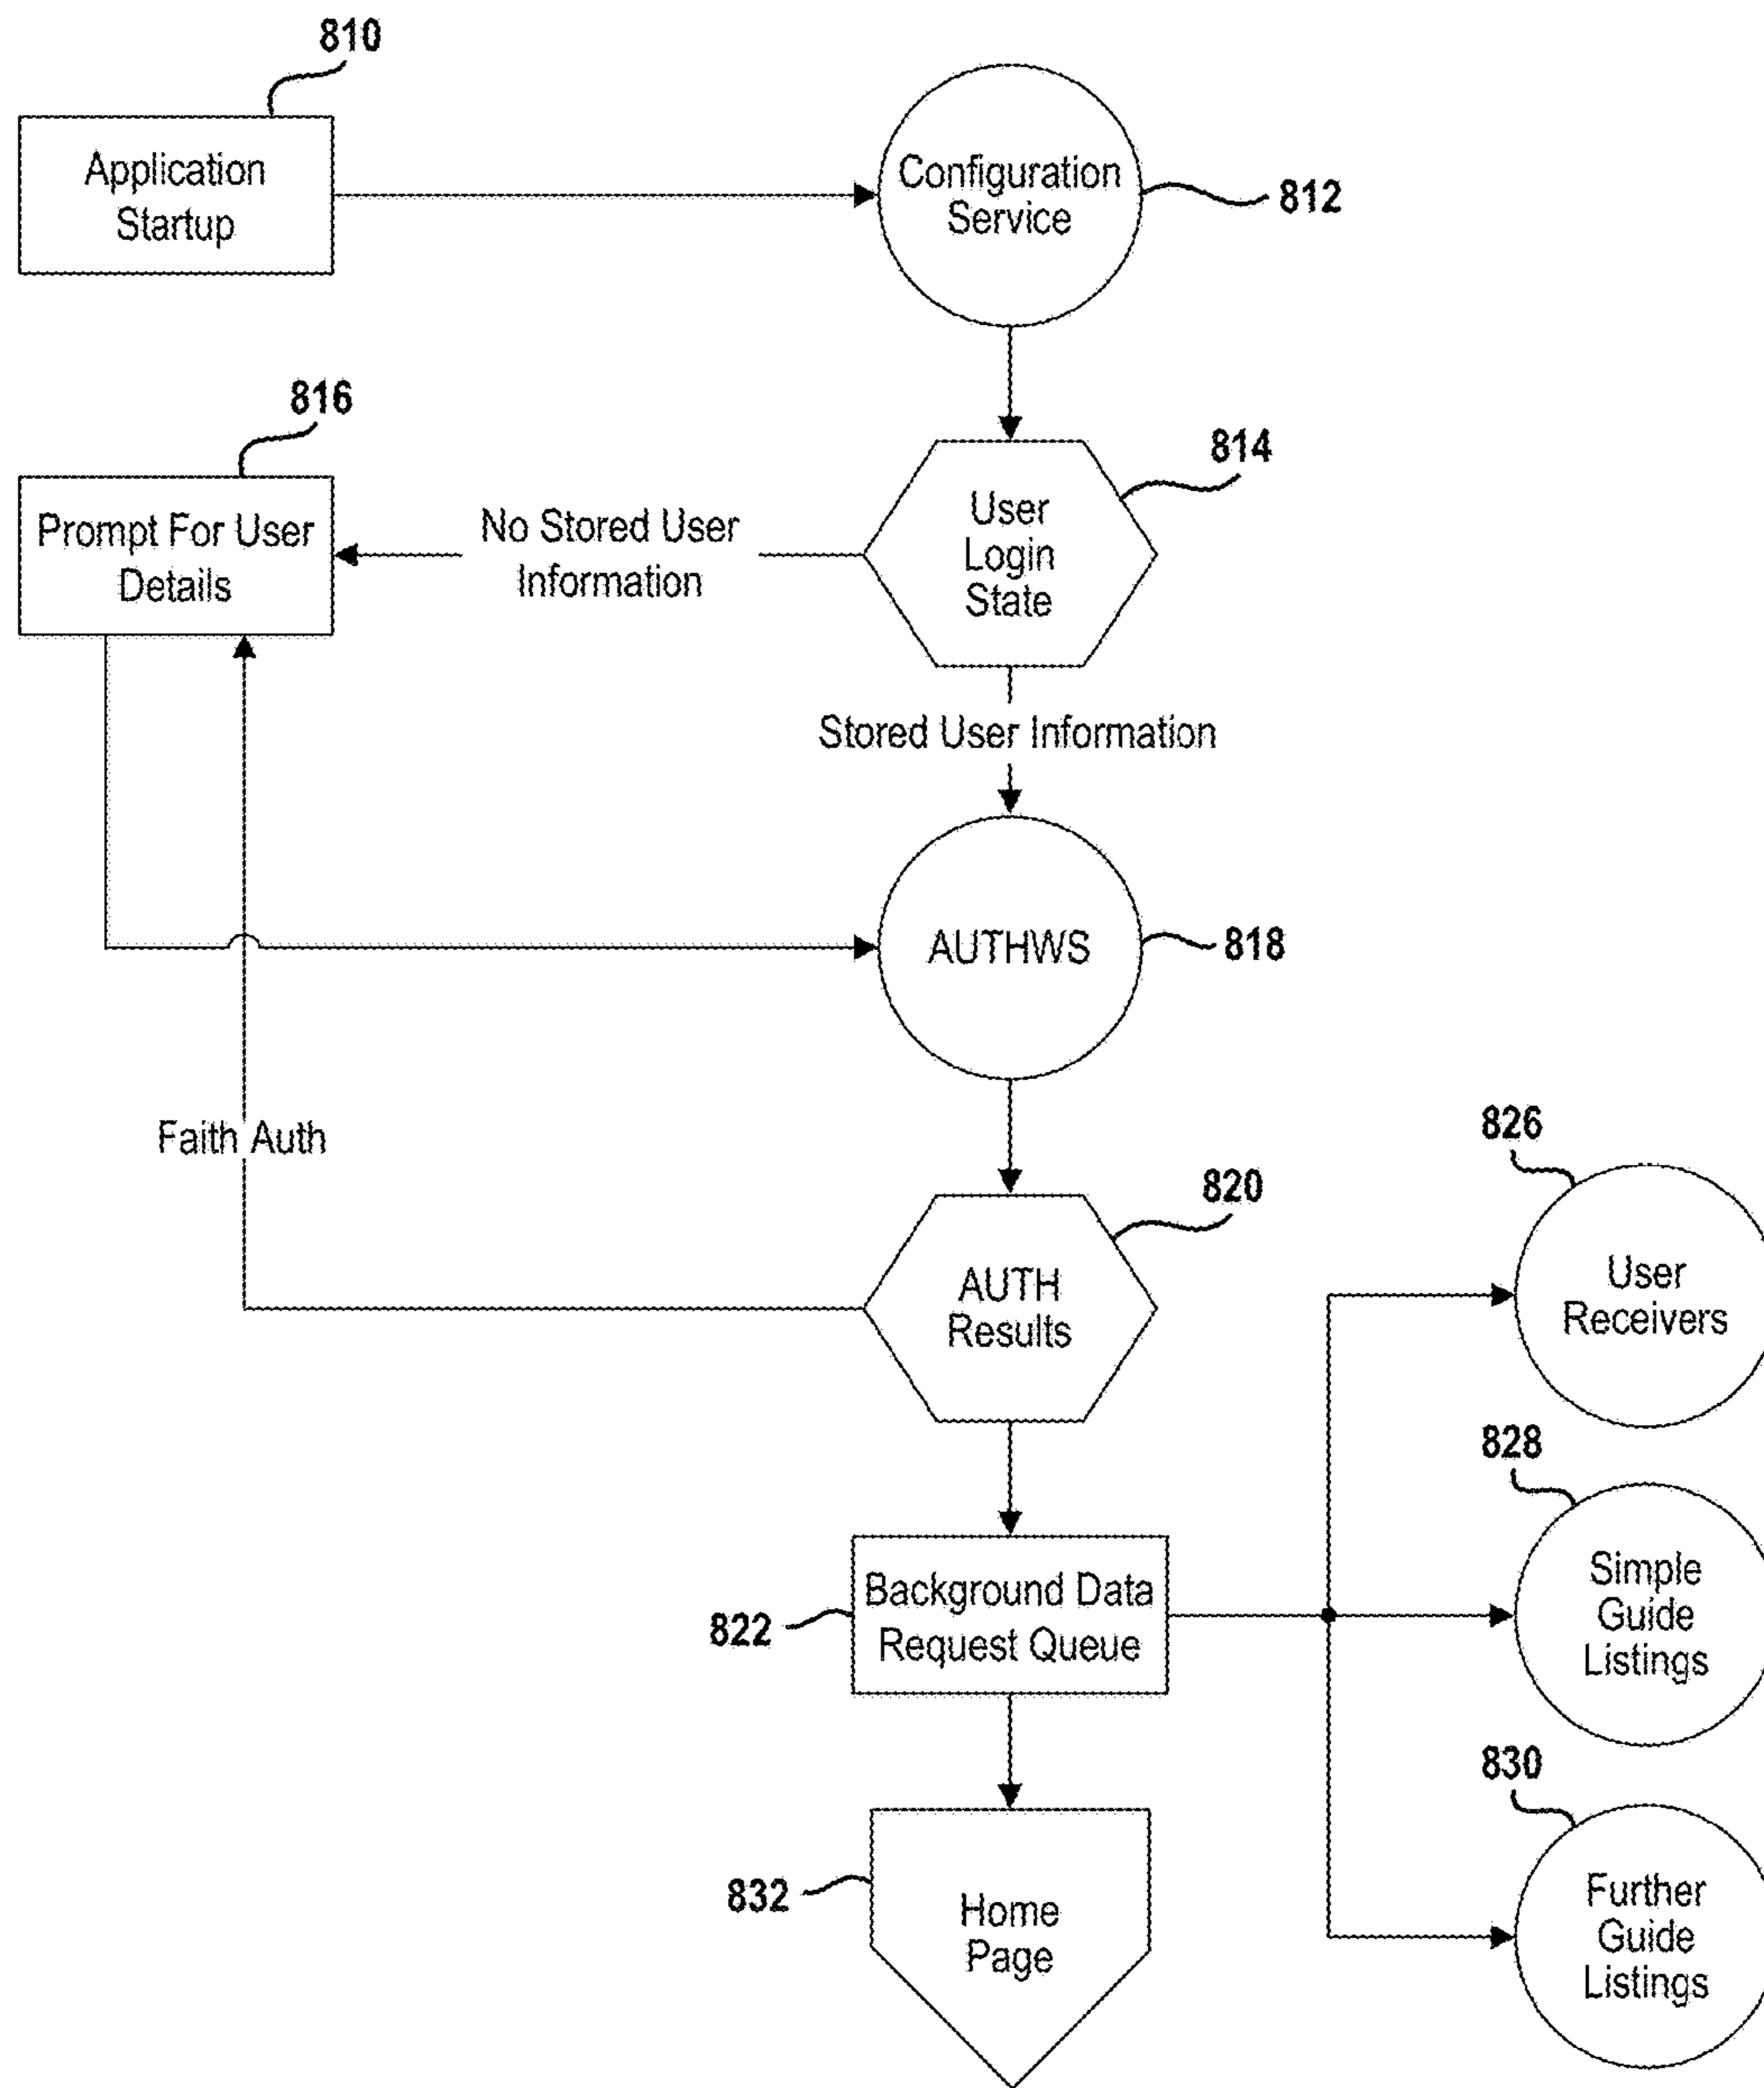 810
Application
Startup
Configuration
Service
812
816
Prompt For User
Details
No Stored User
Information
814
User
Login
State
Stored User Information
AUTHWS
818
Faith Auth
820
AUTH
Results
826
User
Receivers
822
Background Data
Request Queue
828
Simple
Guide
Listings
832
Home
Page
830
Further
Guide
Listings